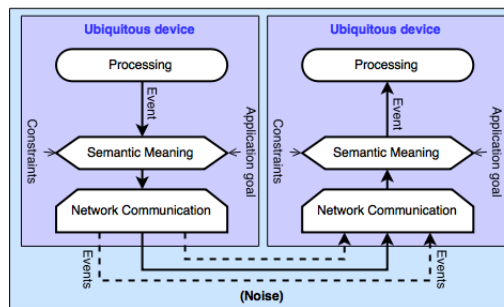 Ubiquitous device
Processing
Event
Constraints
Application goal
Semantic Meaning
Network Communication
Events
Ubiquitous device
Processing
Event
Constraints
Application goal
Semantic Meaning
Network Communication
Events
(Noise)